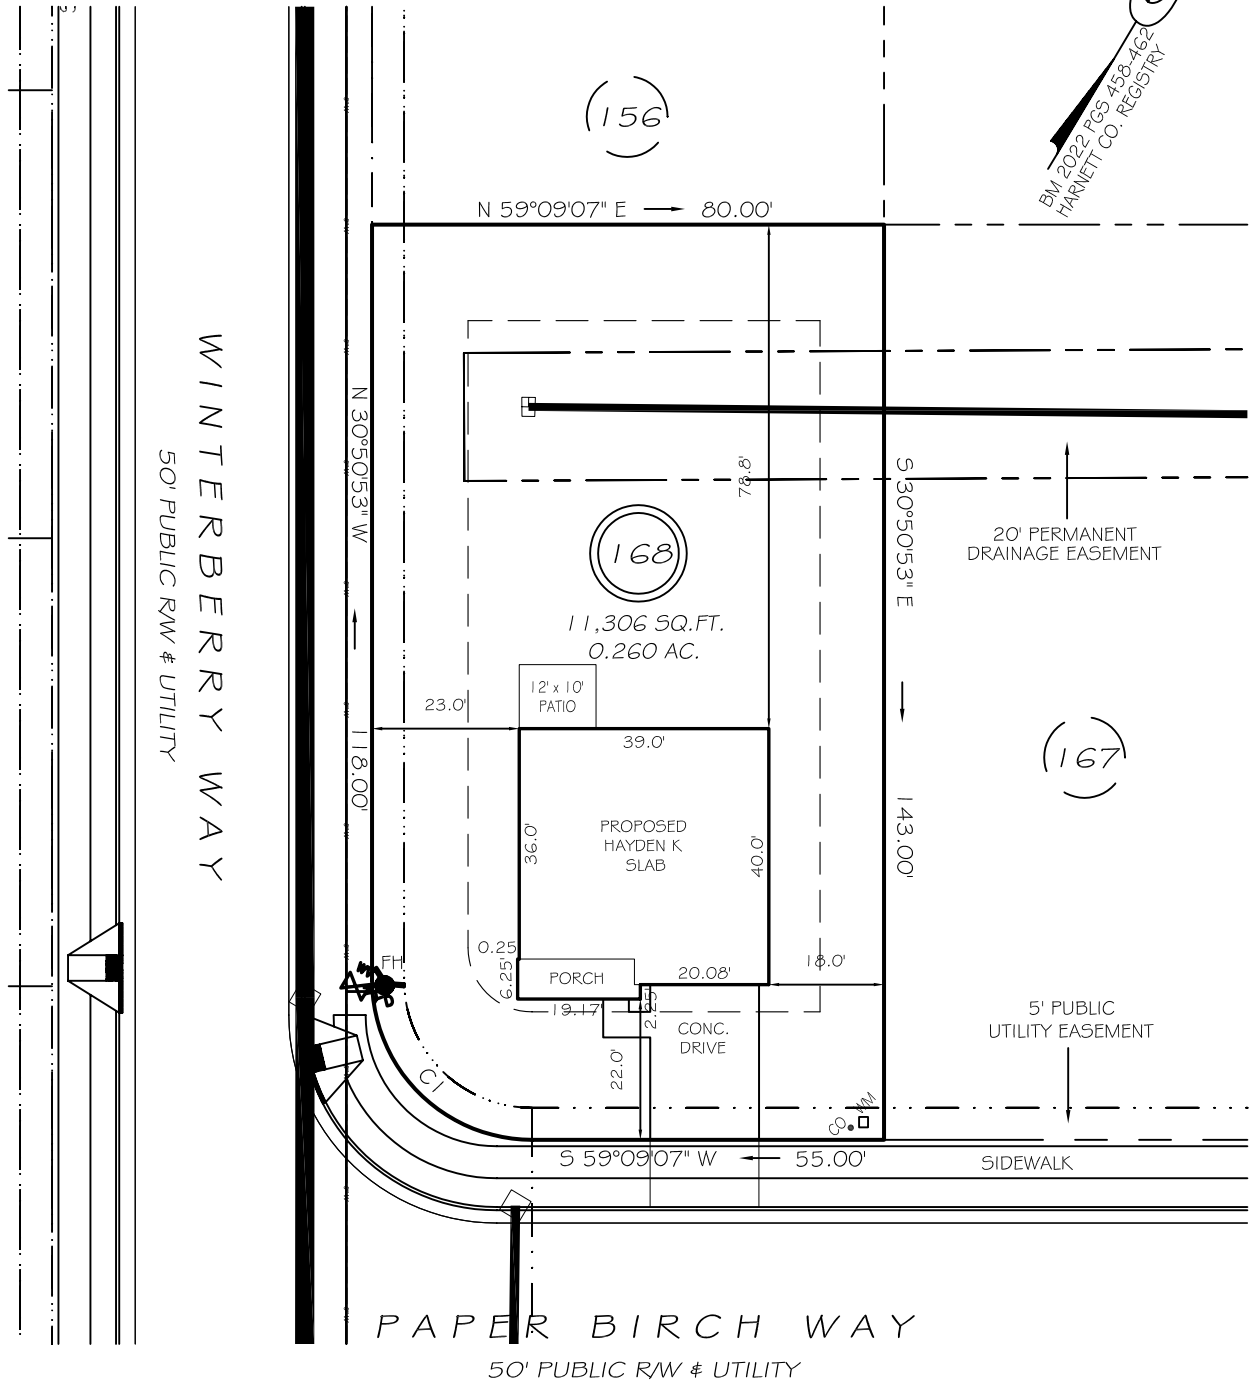 BM 2022 PGS 458-462
HARNETT CO. REGISTRY
156
N 59°09'07" E
80.00'
WINTERBERRY WAY
50' PUBLIC R/W & UTILITY
N 30°50'53" W
118.00'
78.8'
S 30°50'53" E
143.00'
20' PERMANENT
DRAINAGE EASEMENT
168
11,306 SQ.FT.
0.260 AC.
12' x 10'
PATIO
23.0'
39.0'
167
PROPOSED
HAYDEN K
SLAB
36.0'
40.0'
0.25
FH
6.25'
PORCH
20.08'
18.0'
19.17'
2.25'
CONC.
DRIVE
22.0'
5' PUBLIC
UTILITY EASEMENT
C1
CO
WM
S 59°09'07" W
55.00'
SIDEWALK
PAPER BIRCH WAY
50' PUBLIC R/W & UTILITY